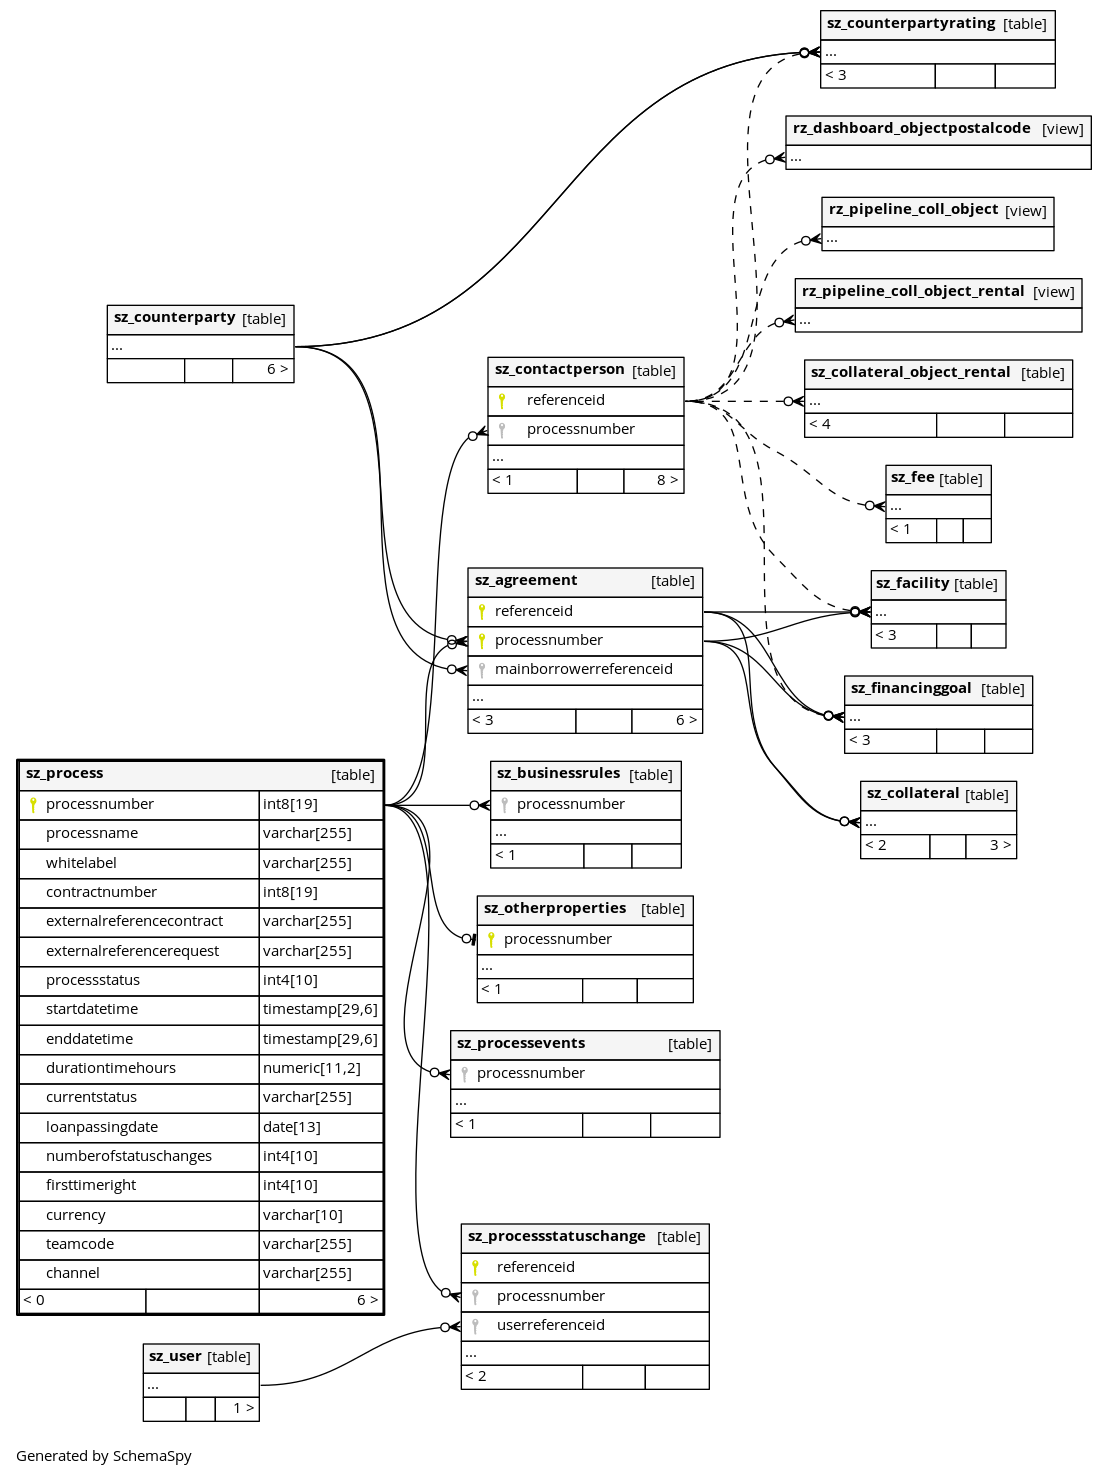 sz_counterpartyrating [table]
...
< 3
rz_dashboard_objectpostalcode [view]
...
rz_pipeline_coll_object [view]
...
rz_pipeline_coll_object_rental [view]
...
sz_counterparty [table]
...
6 >
sz_contactperson [table]
referenceid
processnumber
...
< 1 8 >
sz_collateral_object_rental [table]
...
< 4
sz_fee [table]
...
< 1
sz_agreement [table]
referenceid
processnumber
mainborrowerreferenceid
...
< 3 6 >
sz_facility [table]
...
< 3
sz_financinggoal [table]
...
< 3
sz_collateral [table]
...
< 2 3 >
sz_process [table]
processnumber int8[19]
processname varchar[255]
whitelabel varchar[255]
contractnumber int8[19]
externalreferencecontract varchar[255]
externalreferencerequest varchar[255]
processstatus int4[10]
startdatetime timestamp[29,6]
enddatetime timestamp[29,6]
durationtimehours numeric[11,2]
currentstatus varchar[255]
loanpassingdate date[13]
numberofstatuschanges int4[10]
firsttimeright int4[10]
currency varchar[10]
teamcode varchar[255]
channel varchar[255]
< 0 6 >
sz_businessrules [table]
processnumber
...
< 1
sz_otherproperties [table]
processnumber
...
< 1
sz_processevents [table]
processnumber
...
< 1
sz_processstatuschange [table]
referenceid
processnumber
userreferenceid
...
< 2
sz_user [table]
...
1 >
Generated by SchemaSpy